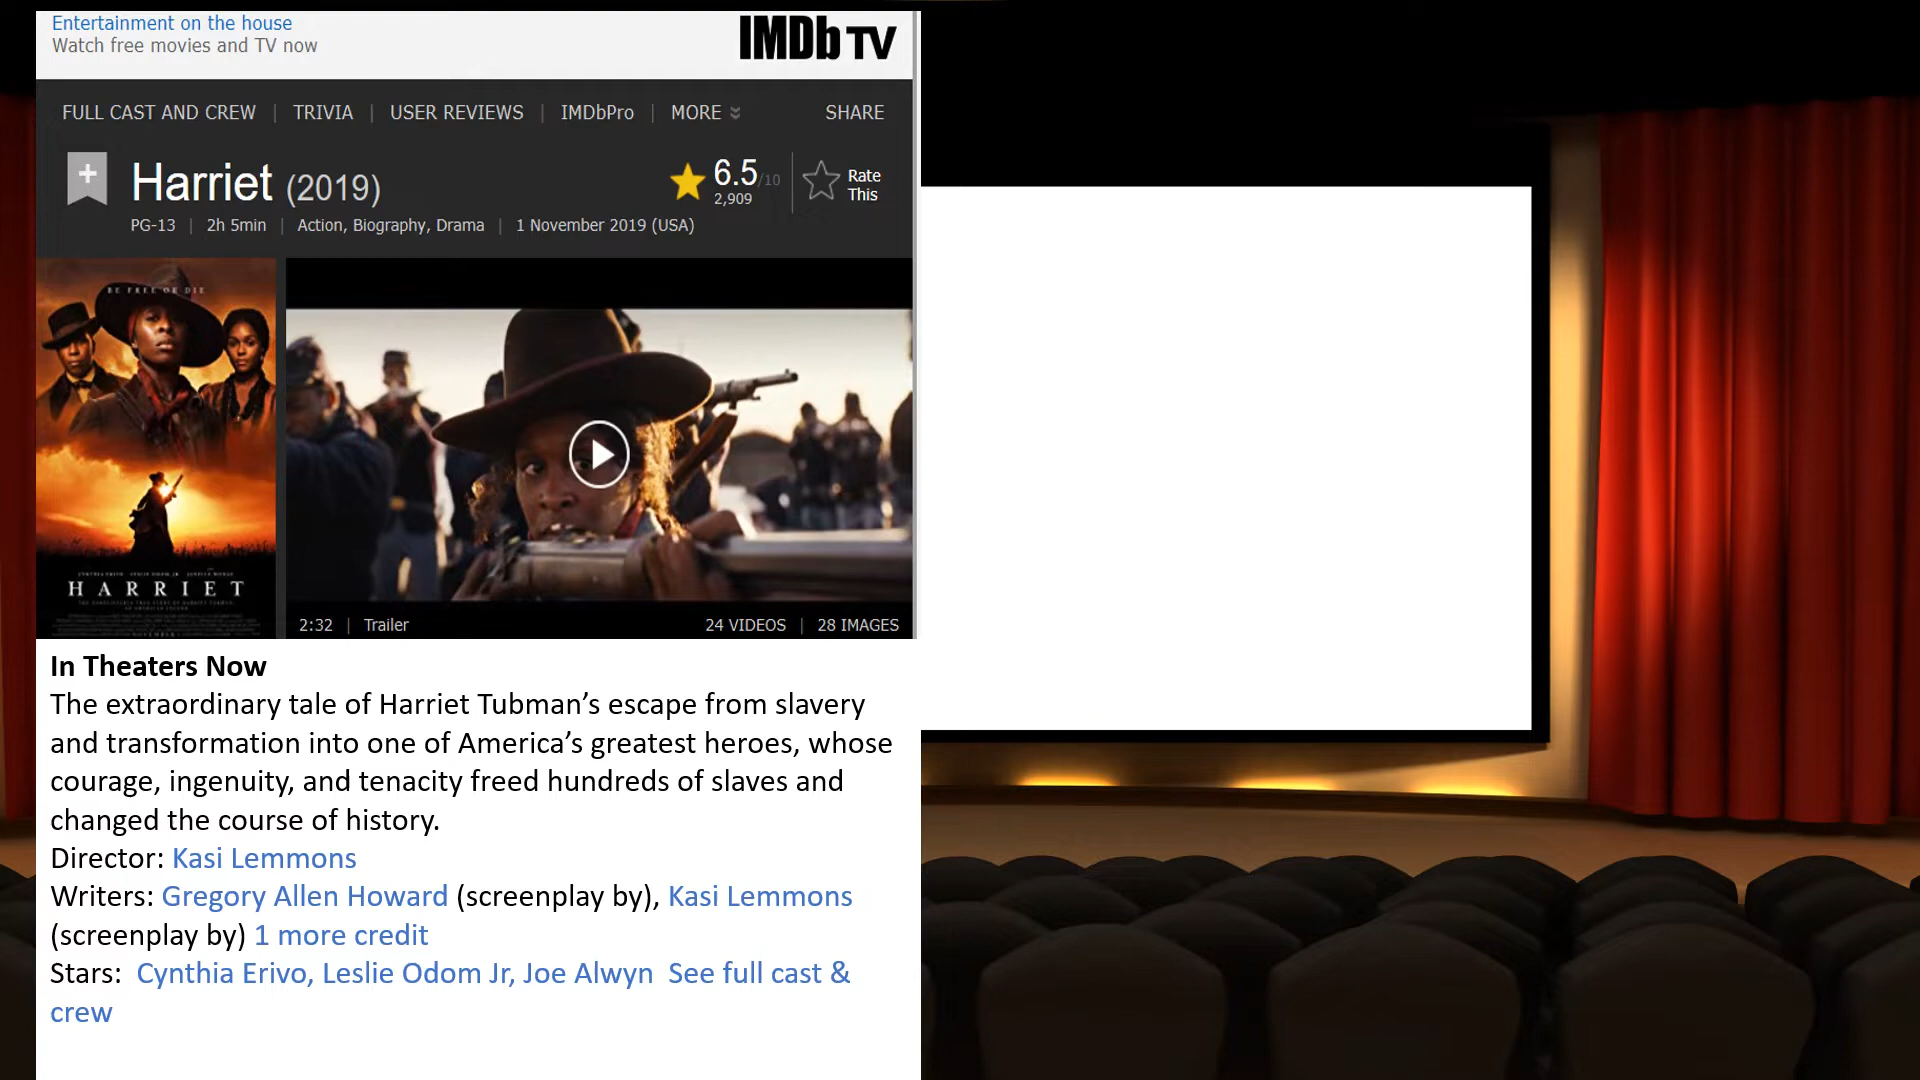 Entertainment on the house
Watch free movies and TV now
IMDb TV
FULL CAST AND CREW | TRIVIA | USER REVIEWS | IMDbPro | MORE SHARE
+ Harriet (2019)
6.5/10
2,909
Rate
This
PG-13 | 2h 5min | Action, Biography, Drama | 1 November 2019 (USA)
BE FREE OR DIE
HARRIET
2:32 | Trailer
24 VIDEOS | 28 IMAGES
In Theaters Now
The extraordinary tale of Harriet Tubman’s escape from slavery
and transformation into one of America’s greatest heroes, whose
courage, ingenuity, and tenacity freed hundreds of slaves and
changed the course of history.
Director: Kasi Lemmons
Writers: Gregory Allen Howard (screenplay by), Kasi Lemmons
(screenplay by) 1 more credit
Stars: Cynthia Erivo, Leslie Odom Jr, Joe Alwyn See full cast &
crew